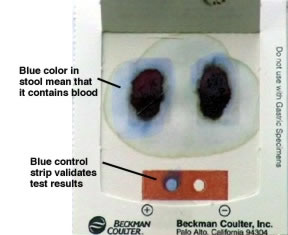 Blue color in
stool mean that
it contains blood
Do not use with Gastric Specimens
Blue control
strip validates
test results
+
−
BECKMAN
COULTER™
Beckman Coulter, Inc.
Palo Alto, California 94304